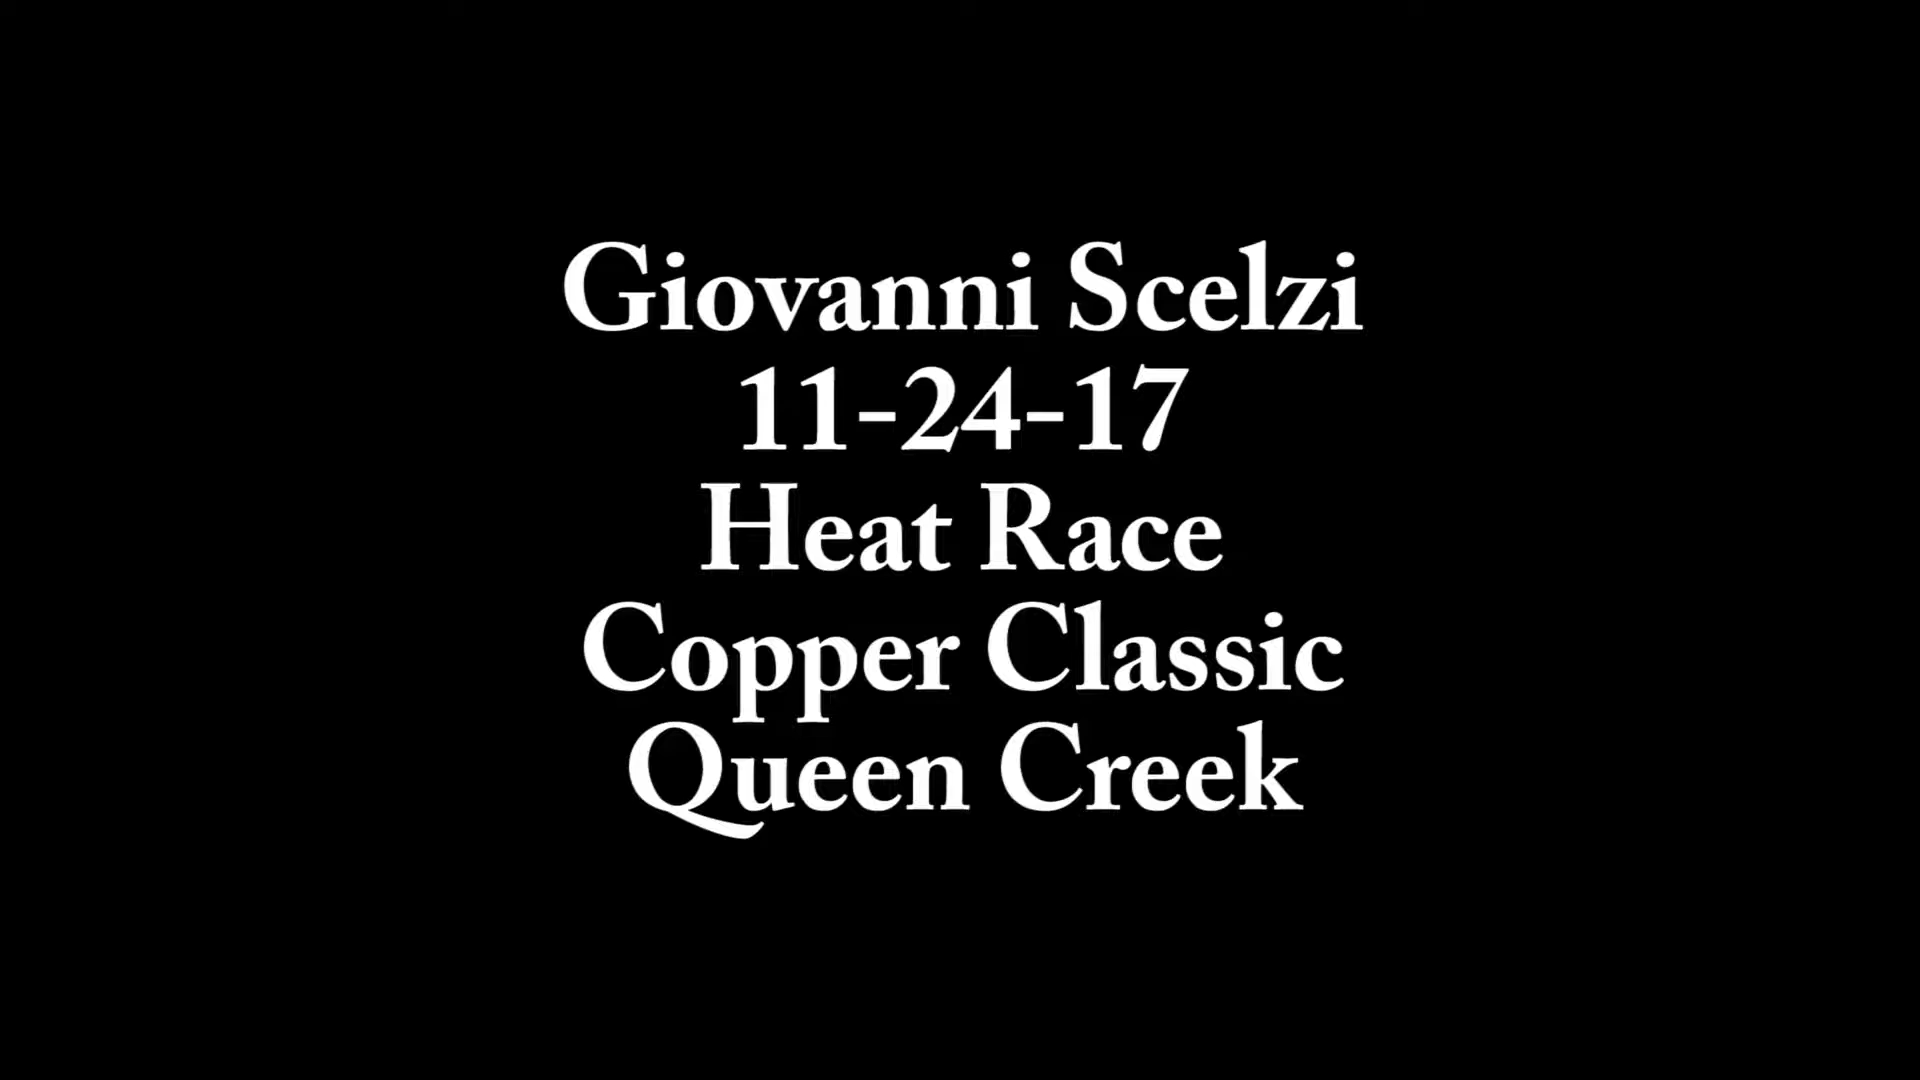 Giovanni Scelzi
11-24-17
Heat Race
Copper Classic
Queen Creek